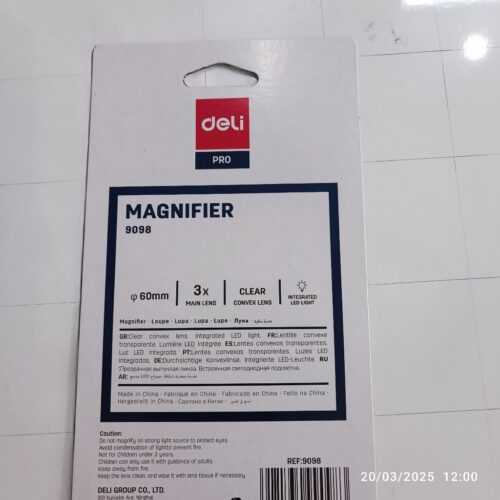 deli
PRO
MAGNIFIER
9098
φ 60mm
3x
MAIN LENS
CLEAR
CONVEX LENS
INTEGRATED
LED LIGHT
Magnifier · Loupe · Lupa · Lupa · Lupe · Лупа ·
GB:Clear convex lens. Integrated LED light. FR:Lentille convexe
transparente. Lumière LED intégrée. ES:Lentes convexos transparentes.
Luz LED integrada. PT:Lentes convexos transparentes. Luzes LED
integradas. DE:Durchsichtige Konvexlinse. Integrierte LED-Leuchte. RU
:Прозрачная выпуклая линза. Встроенная светодиодная подсветка.
AR:
Made in China · Fabriqué en Chine · Fabricado en China · Feito na China ·
Hergestellt in China · Сделано в Китае ·
Caution:
Do not magnify on strong light source to protect eyes.
Avoid condensation of light to prevent fire.
Not for Children under 3 years.
Children can only use it with guidance of adults.
Keep away from fire.
Keep the lens clean, and wipe it with lens tissue if necessary.
REF:9098
DELI GROUP CO., LTD.
20/03/2025 12:00